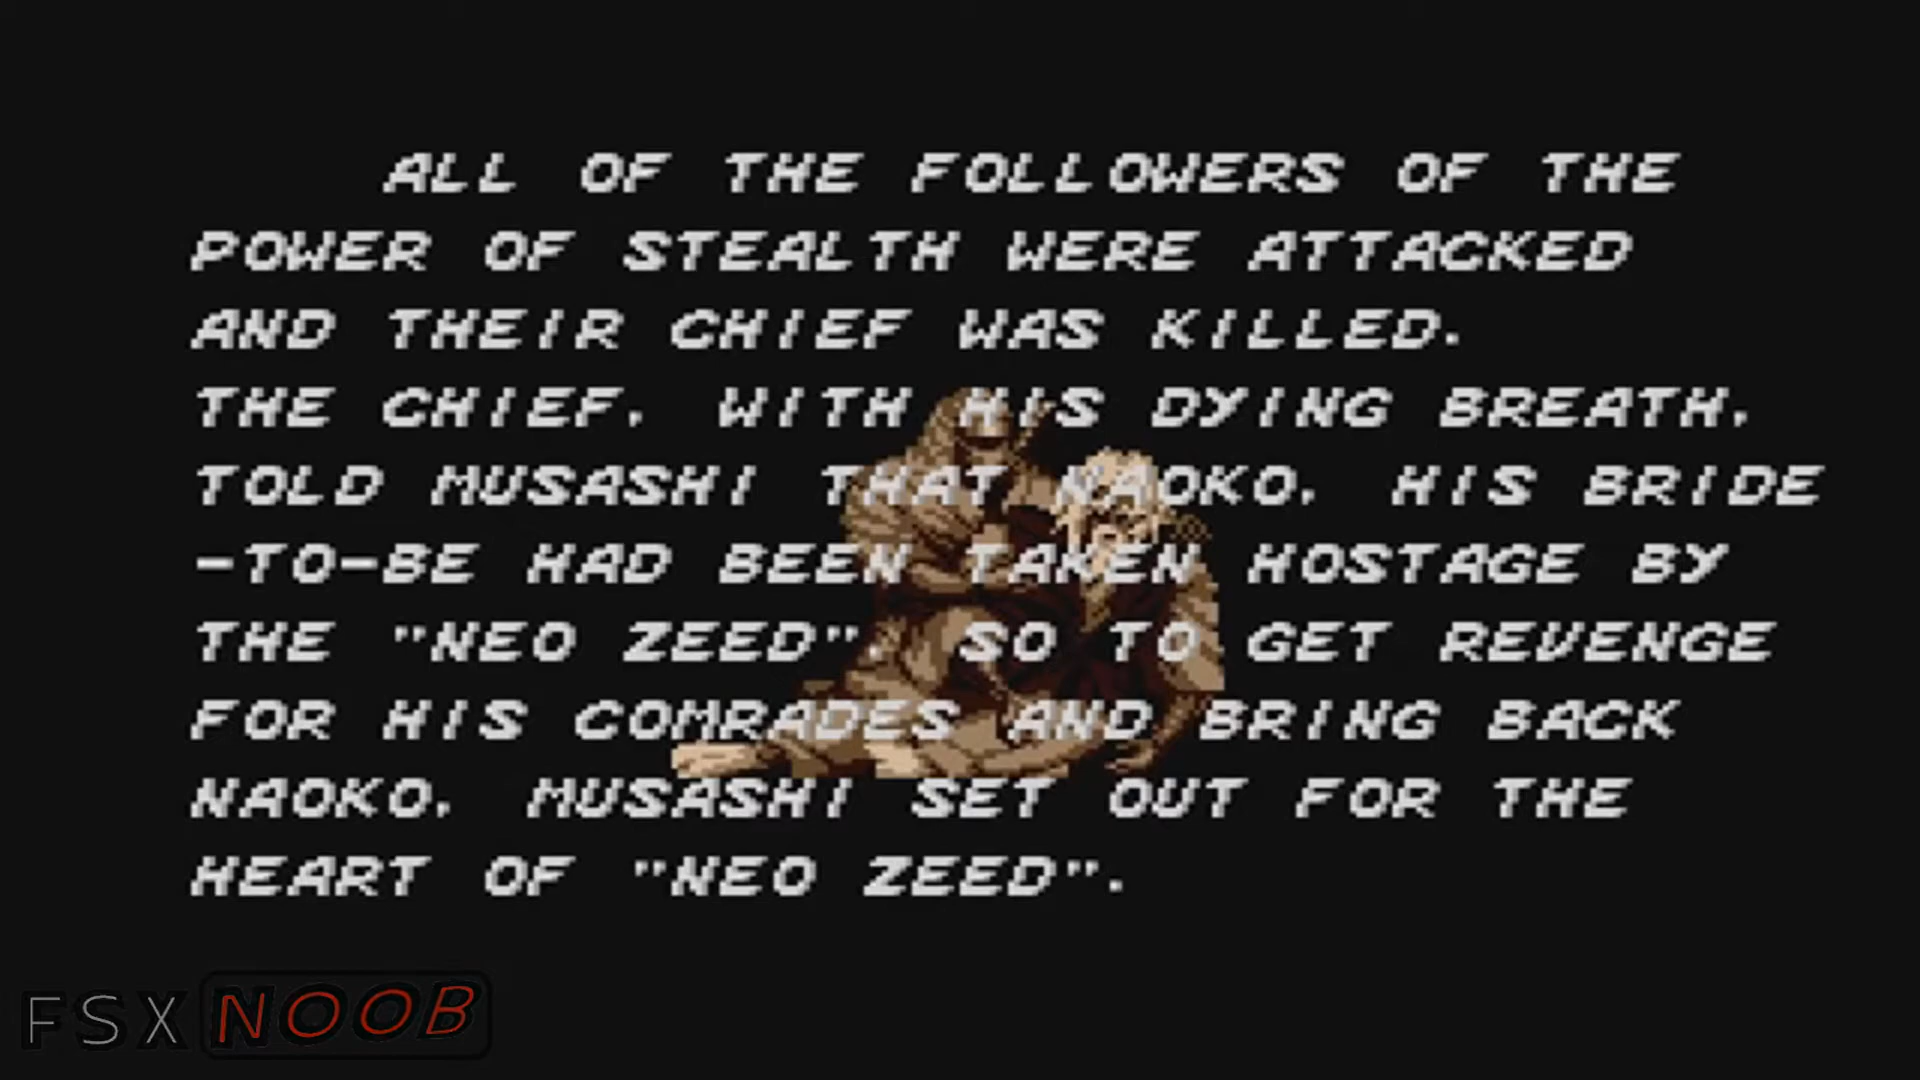 ALL OF THE FOLLOWERS OF THE
POWER OF STEALTH WERE ATTACKED
AND THEIR CHIEF WAS KILLED.
THE CHIEF, WITH HIS DYING BREATH,
TOLD MUSASHI THAT NAOKO, HIS BRIDE
-TO-BE HAD BEEN TAKEN HOSTAGE BY
THE "NEO ZEED". SO TO GET REVENGE
FOR HIS COMRADES AND BRING BACK
NAOKO, MUSASHI SET OUT FOR THE
HEART OF "NEO ZEED".
FSX NOOB